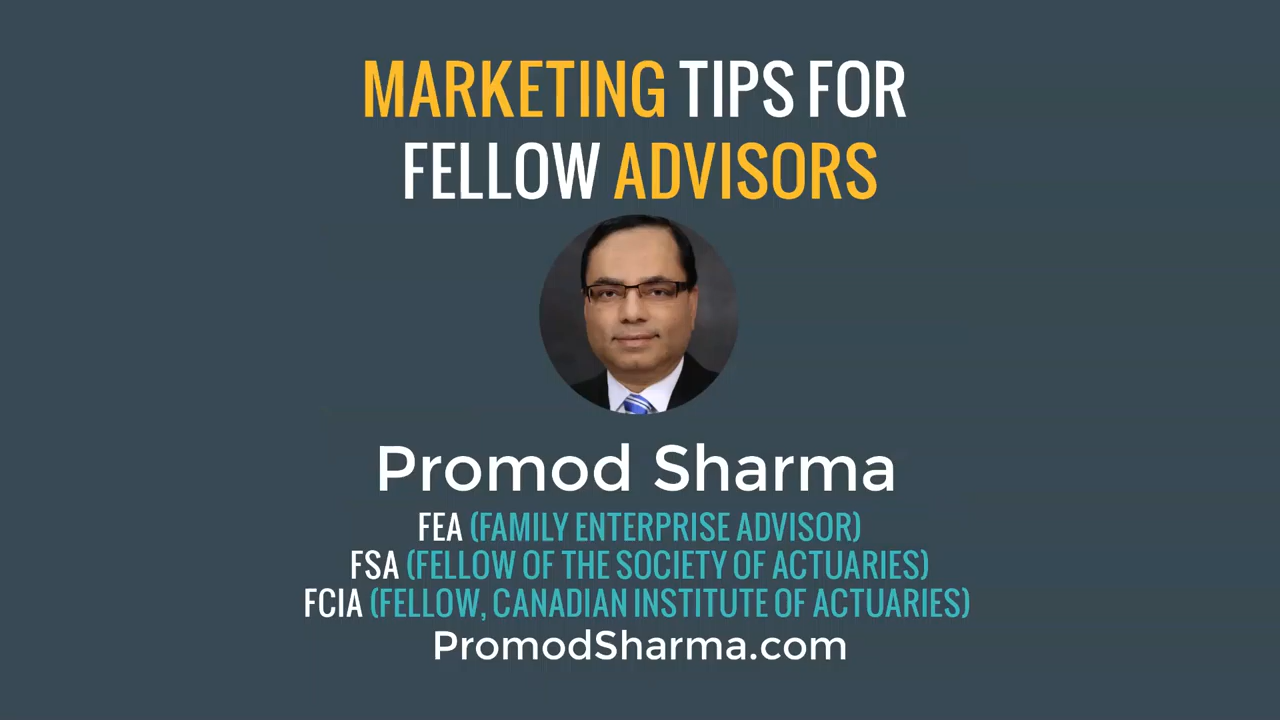 MARKETING TIPS FOR
FELLOW ADVISORS
Promod Sharma
FEA (FAMILY ENTERPRISE ADVISOR)
FSA (FELLOW OF THE SOCIETY OF ACTUARIES)
FCIA (FELLOW, CANADIAN INSTITUTE OF ACTUARIES)
PromodSharma.com